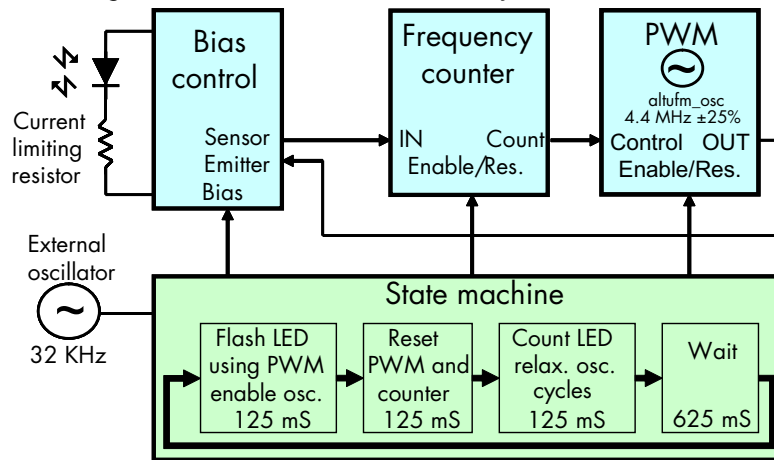 Bias
control
Sensor
Emitter
Bias
Frequency
counter
IN Count
Enable/Res.
PWM
altufm_osc
4.4 MHz ±25%
Control OUT
Enable/Res.
Current
limiting
resistor
External
oscillator
32 KHz
State machine
Flash LED
using PWM
enable osc.
125 mS
Reset
PWM and
counter
125 mS
Count LED
relax. osc.
cycles
125 mS
Wait
625 mS